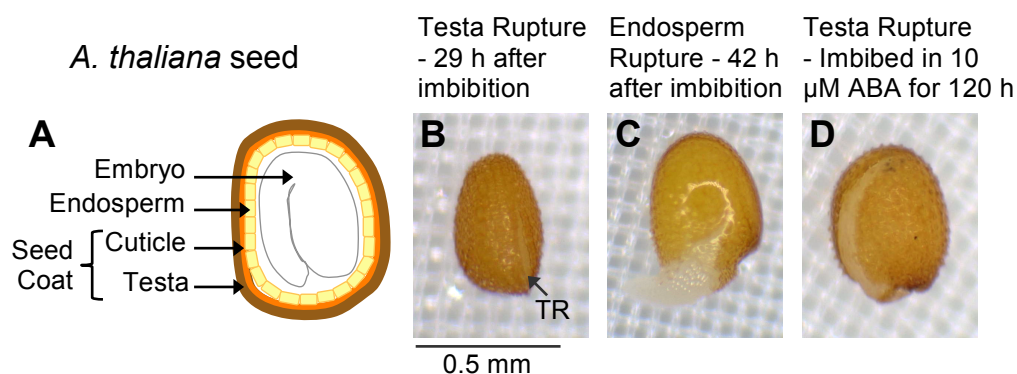 A. thaliana seed
Testa Rupture
- 29 h after
imbibition
Endosperm
Rupture - 42 h
after imbibition
Testa Rupture
- Imbibed in 10
µM ABA for 120 h
A
Embryo
Endosperm
Cuticle
Seed
Coat
Testa
B
TR
0.5 mm
C
D